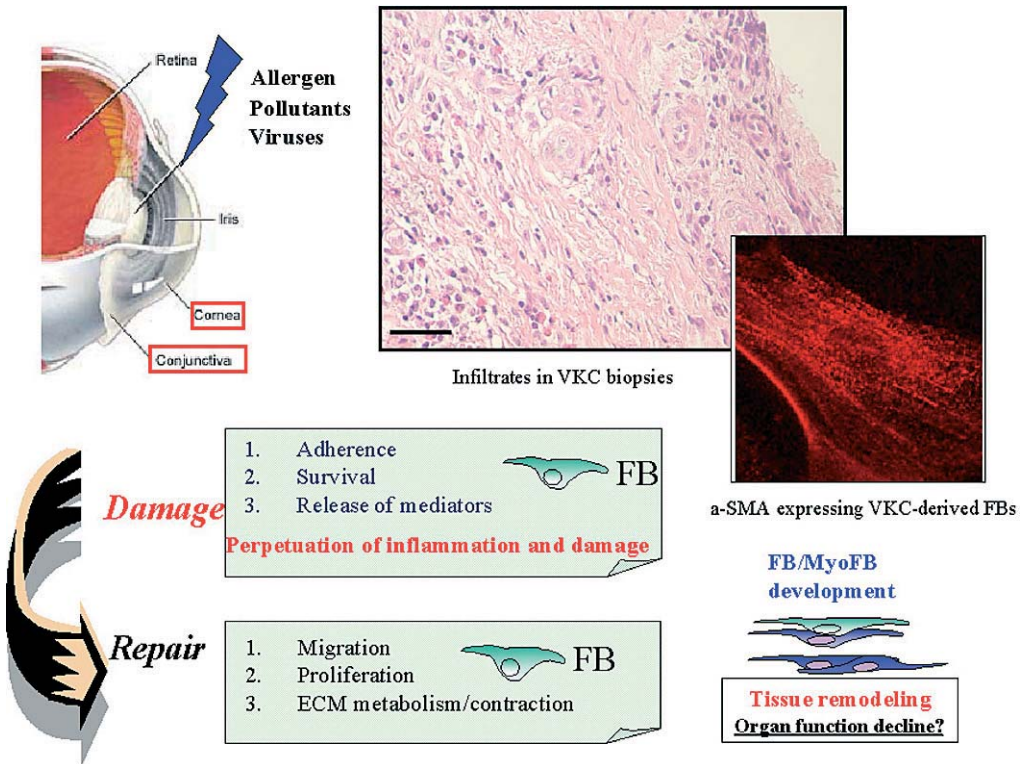 Retina
Allergen
Pollutants
Viruses
Iris
Cornea
Conjunctiva
Infiltrates in VKC biopsies
a-SMA expressing VKC-derived FBs
Damage
1. Adherence
2. Survival
3. Release of mediators
FB
Perpetuation of inflammation and damage
Repair
1. Migration
2. Proliferation
3. ECM metabolism/contraction
FB
FB/MyoFB
development
Tissue remodeling
Organ function decline?